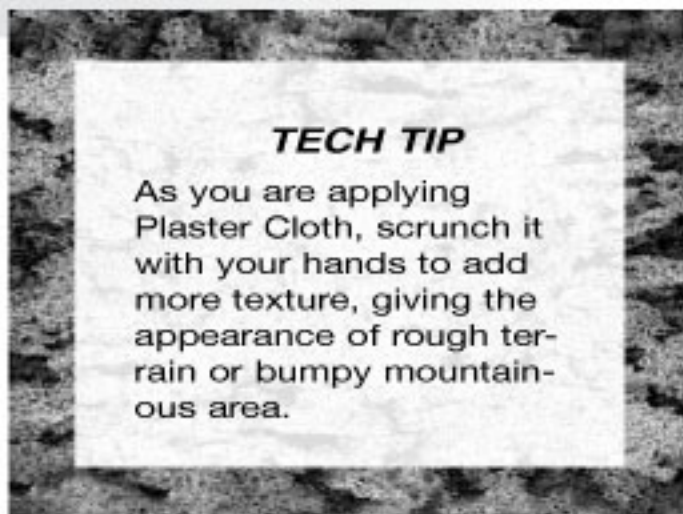 TECH TIP
As you are applying
Plaster Cloth, scrunch it
with your hands to add
more texture, giving the
appearance of rough ter-
rain or bumpy mountain-
ous area.